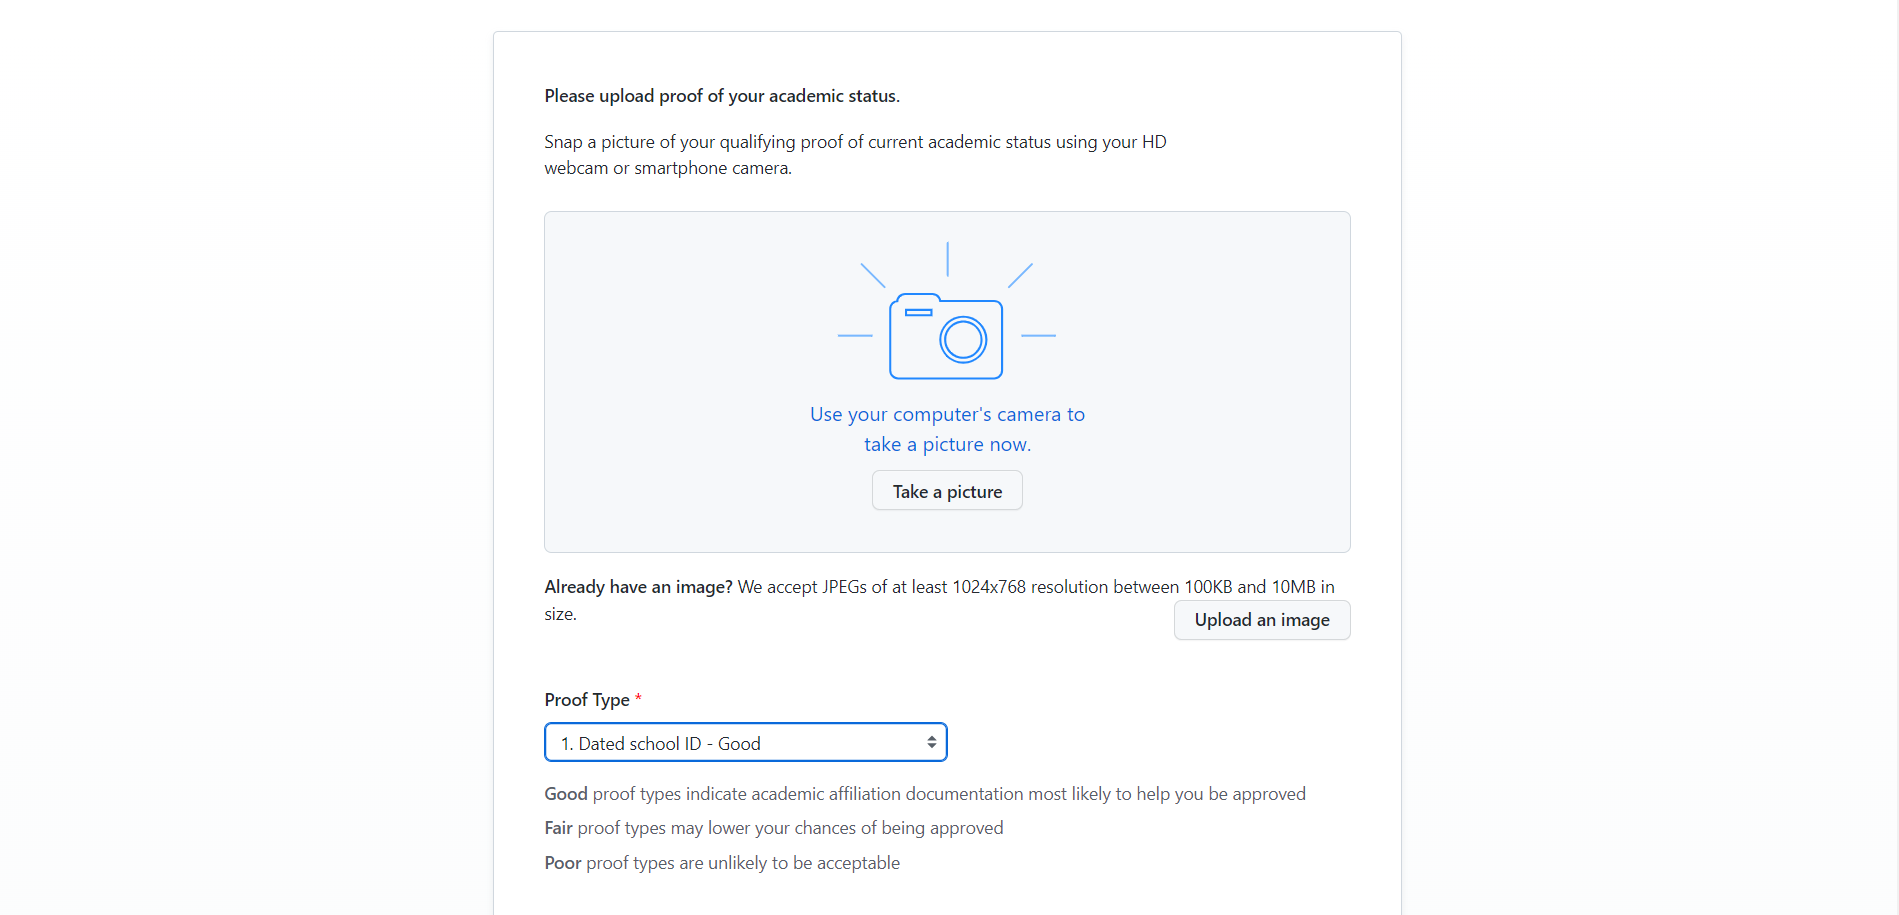 Please upload proof of your academic status.
Snap a picture of your qualifying proof of current academic status using your HD
webcam or smartphone camera.
Use your computer's camera to
take a picture now.
Take a picture
Already have an image? We accept JPEGs of at least 1024x768 resolution between 100KB and 10MB in
size.
Upload an image
Proof Type *
1. Dated school ID - Good
Good proof types indicate academic affiliation documentation most likely to help you be approved
Fair proof types may lower your chances of being approved
Poor proof types are unlikely to be acceptable